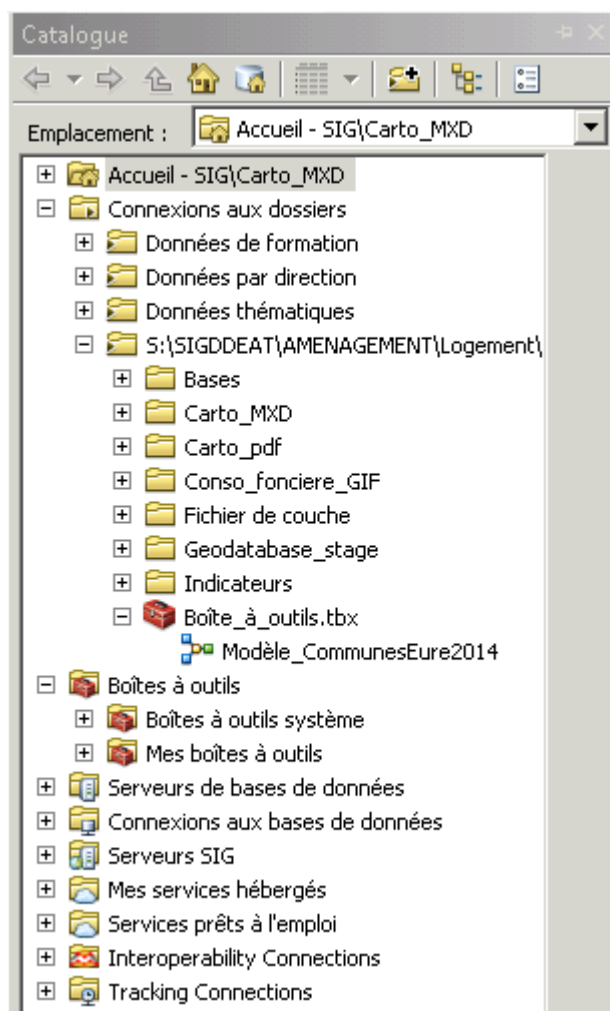 Catalogue
Emplacement : Accueil - SIG\Carto_MXD
Accueil - SIG\Carto_MXD
Connexions aux dossiers
Données de formation
Données par direction
Données thématiques
S:\SIGDDEAT\AMENAGEMENT\Logement\
Bases
Carto_MXD
Carto_pdf
Conso_fonciere_GIF
Fichier de couche
Geodatabase_stage
Indicateurs
Boîte_à_outils.tbx
Modèle_CommunesEure2014
Boîtes à outils
Boîtes à outils système
Mes boîtes à outils
Serveurs de bases de données
Connexions aux bases de données
Serveurs SIG
Mes services hébergés
Services prêts à l'emploi
Interoperability Connections
Tracking Connections